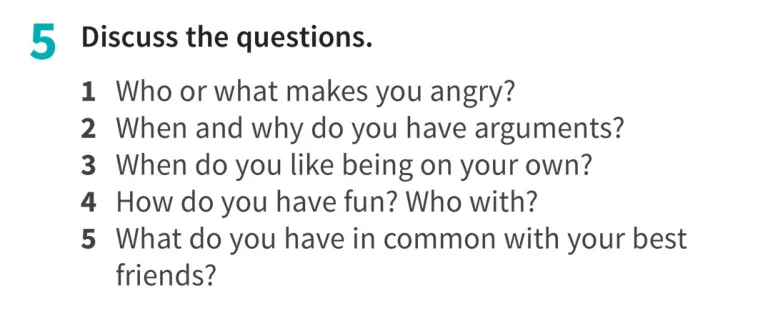 5 Discuss the questions.
1 Who or what makes you angry?
2 When and why do you have arguments?
3 When do you like being on your own?
4 How do you have fun? Who with?
5 What do you have in common with your best
friends?